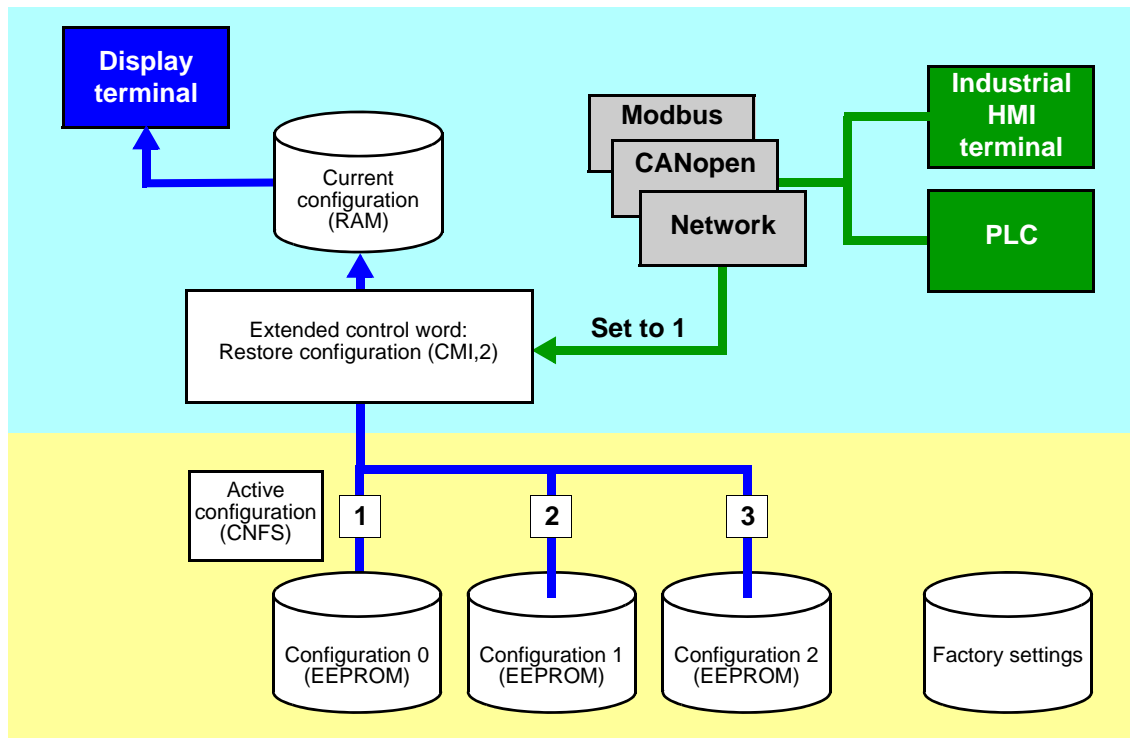 Display
terminal
Modbus
CANopen
Network
Industrial
HMI
terminal
PLC
Current
configuration
(RAM)
Extended control word:
Restore configuration (CMI,2)
Set to 1
Active
configuration
(CNFS)
1
2
3
Configuration 0
(EEPROM)
Configuration 1
(EEPROM)
Configuration 2
(EEPROM)
Factory settings